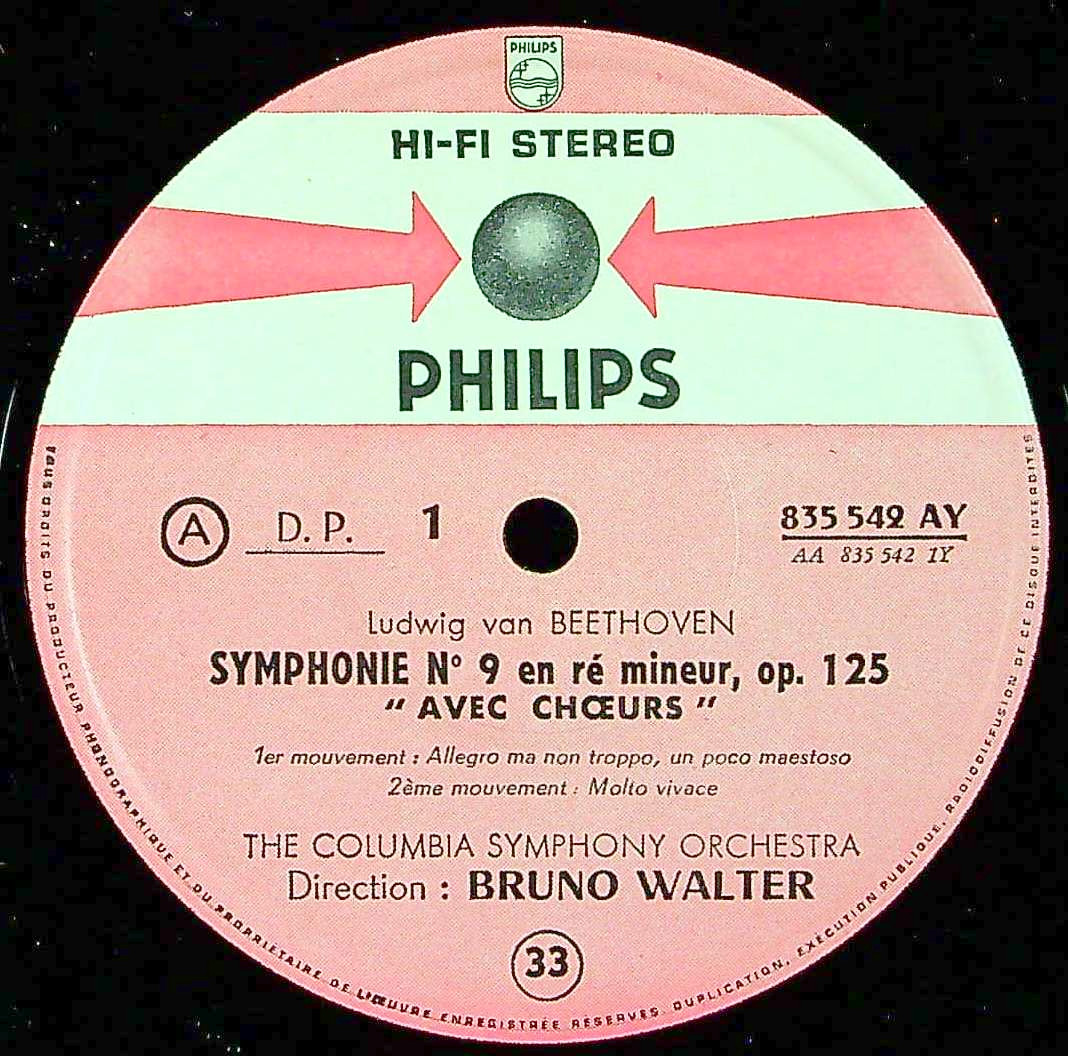 PHILIPS
HI-FI STEREO
PHILIPS
A D. P. 1
835 542 AY
AA 835 542 1Y
Ludwig van BEETHOVEN
SYMPHONIE N° 9 en ré mineur, op. 125
" AVEC CHŒURS "
1er mouvement : Allegro ma non troppo, un poco maestoso
2ème mouvement : Molto vivace
THE COLUMBIA SYMPHONY ORCHESTRA
Direction : BRUNO WALTER
33
TOUS DROITS DU PRODUCTEUR PHONOGRAPHIQUE ET DU PROPRIÉTAIRE DE L'ŒUVRE ENREGISTRÉE RÉSERVÉS. DUPLICATION, EXÉCUTION PUBLIQUE, RADIODIFFUSION DE CE DISQUE INTERDITES